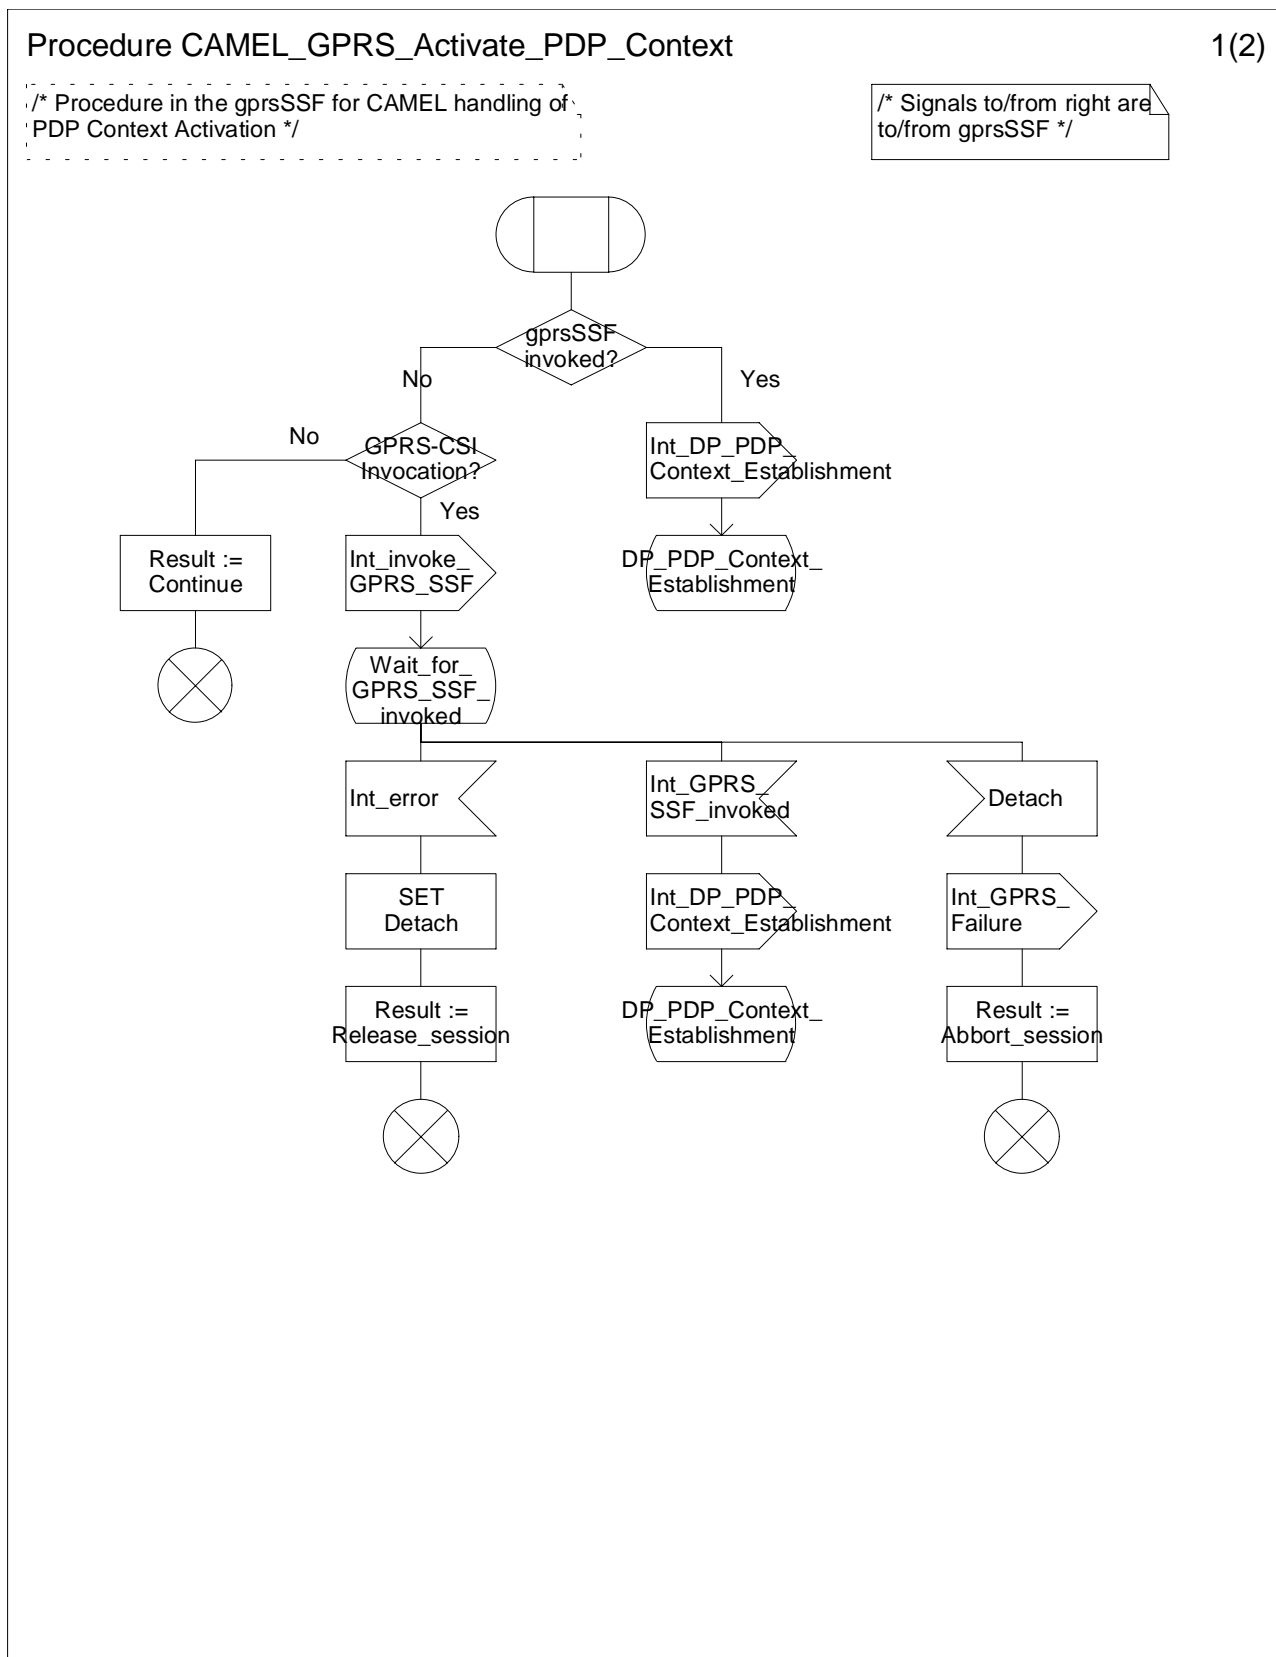 Procedure CAMEL_GPRS_Activate_PDP_Context
1(2)
/* Procedure in the gprsSSF for CAMEL handling of
PDP Context Activation */
/* Signals to/from right are
to/from gprsSSF */
gprsSSF
invoked?
No
Yes
No
GPRS-CSI
Invocation?
Int_DP_PDP_
Context_Establishment
Yes
Result :=
Continue
Int_invoke_
GPRS_SSF
DP_PDP_Context_
Establishment
Wait_for_
GPRS_SSF_
invoked
Int_error
Int_GPRS_
SSF_invoked
Detach
SET
Detach
Int_DP_PDP_
Context_Establishment
Int_GPRS_
Failure
Result :=
Release_session
DP_PDP_Context_
Establishment
Result :=
Abbort_session